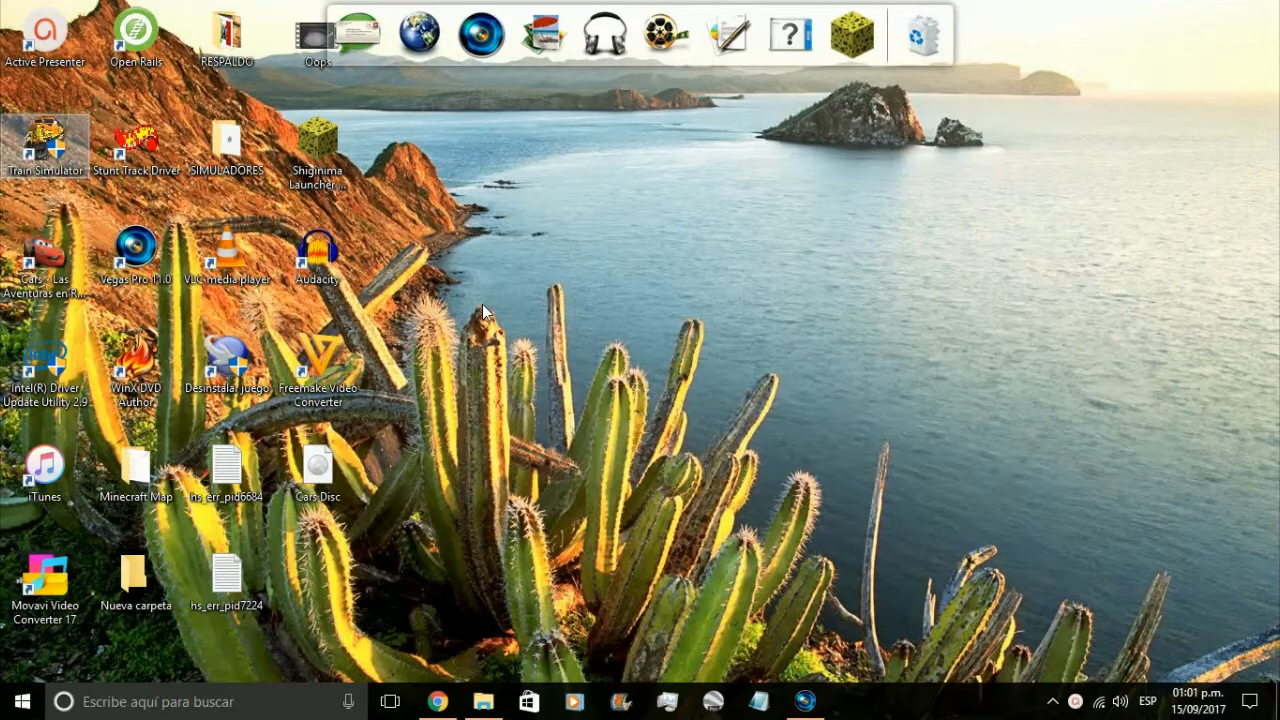 Active Presenter
Open Rails
RESPALDO
Oops
Train Simulator
Stunt Track Driver
SIMULADORES
Shiginima
Launcher ...
Cars - Las
Aventuras en R...
Vegas Pro 11.0
VLC media player
Audacity
Intel(R) Driver
Update Utility 2.9
WinX DVD
Author
Desinstalar juego
Freemake Video
Converter
iTunes
Minecraft Map
hs_err_pid6684
Cars Disc
Movavi Video
Converter 17
Nueva carpeta
hs_err_pid7224
Escribe aquí para buscar
ESP
01:01 p.m.
15/09/2017